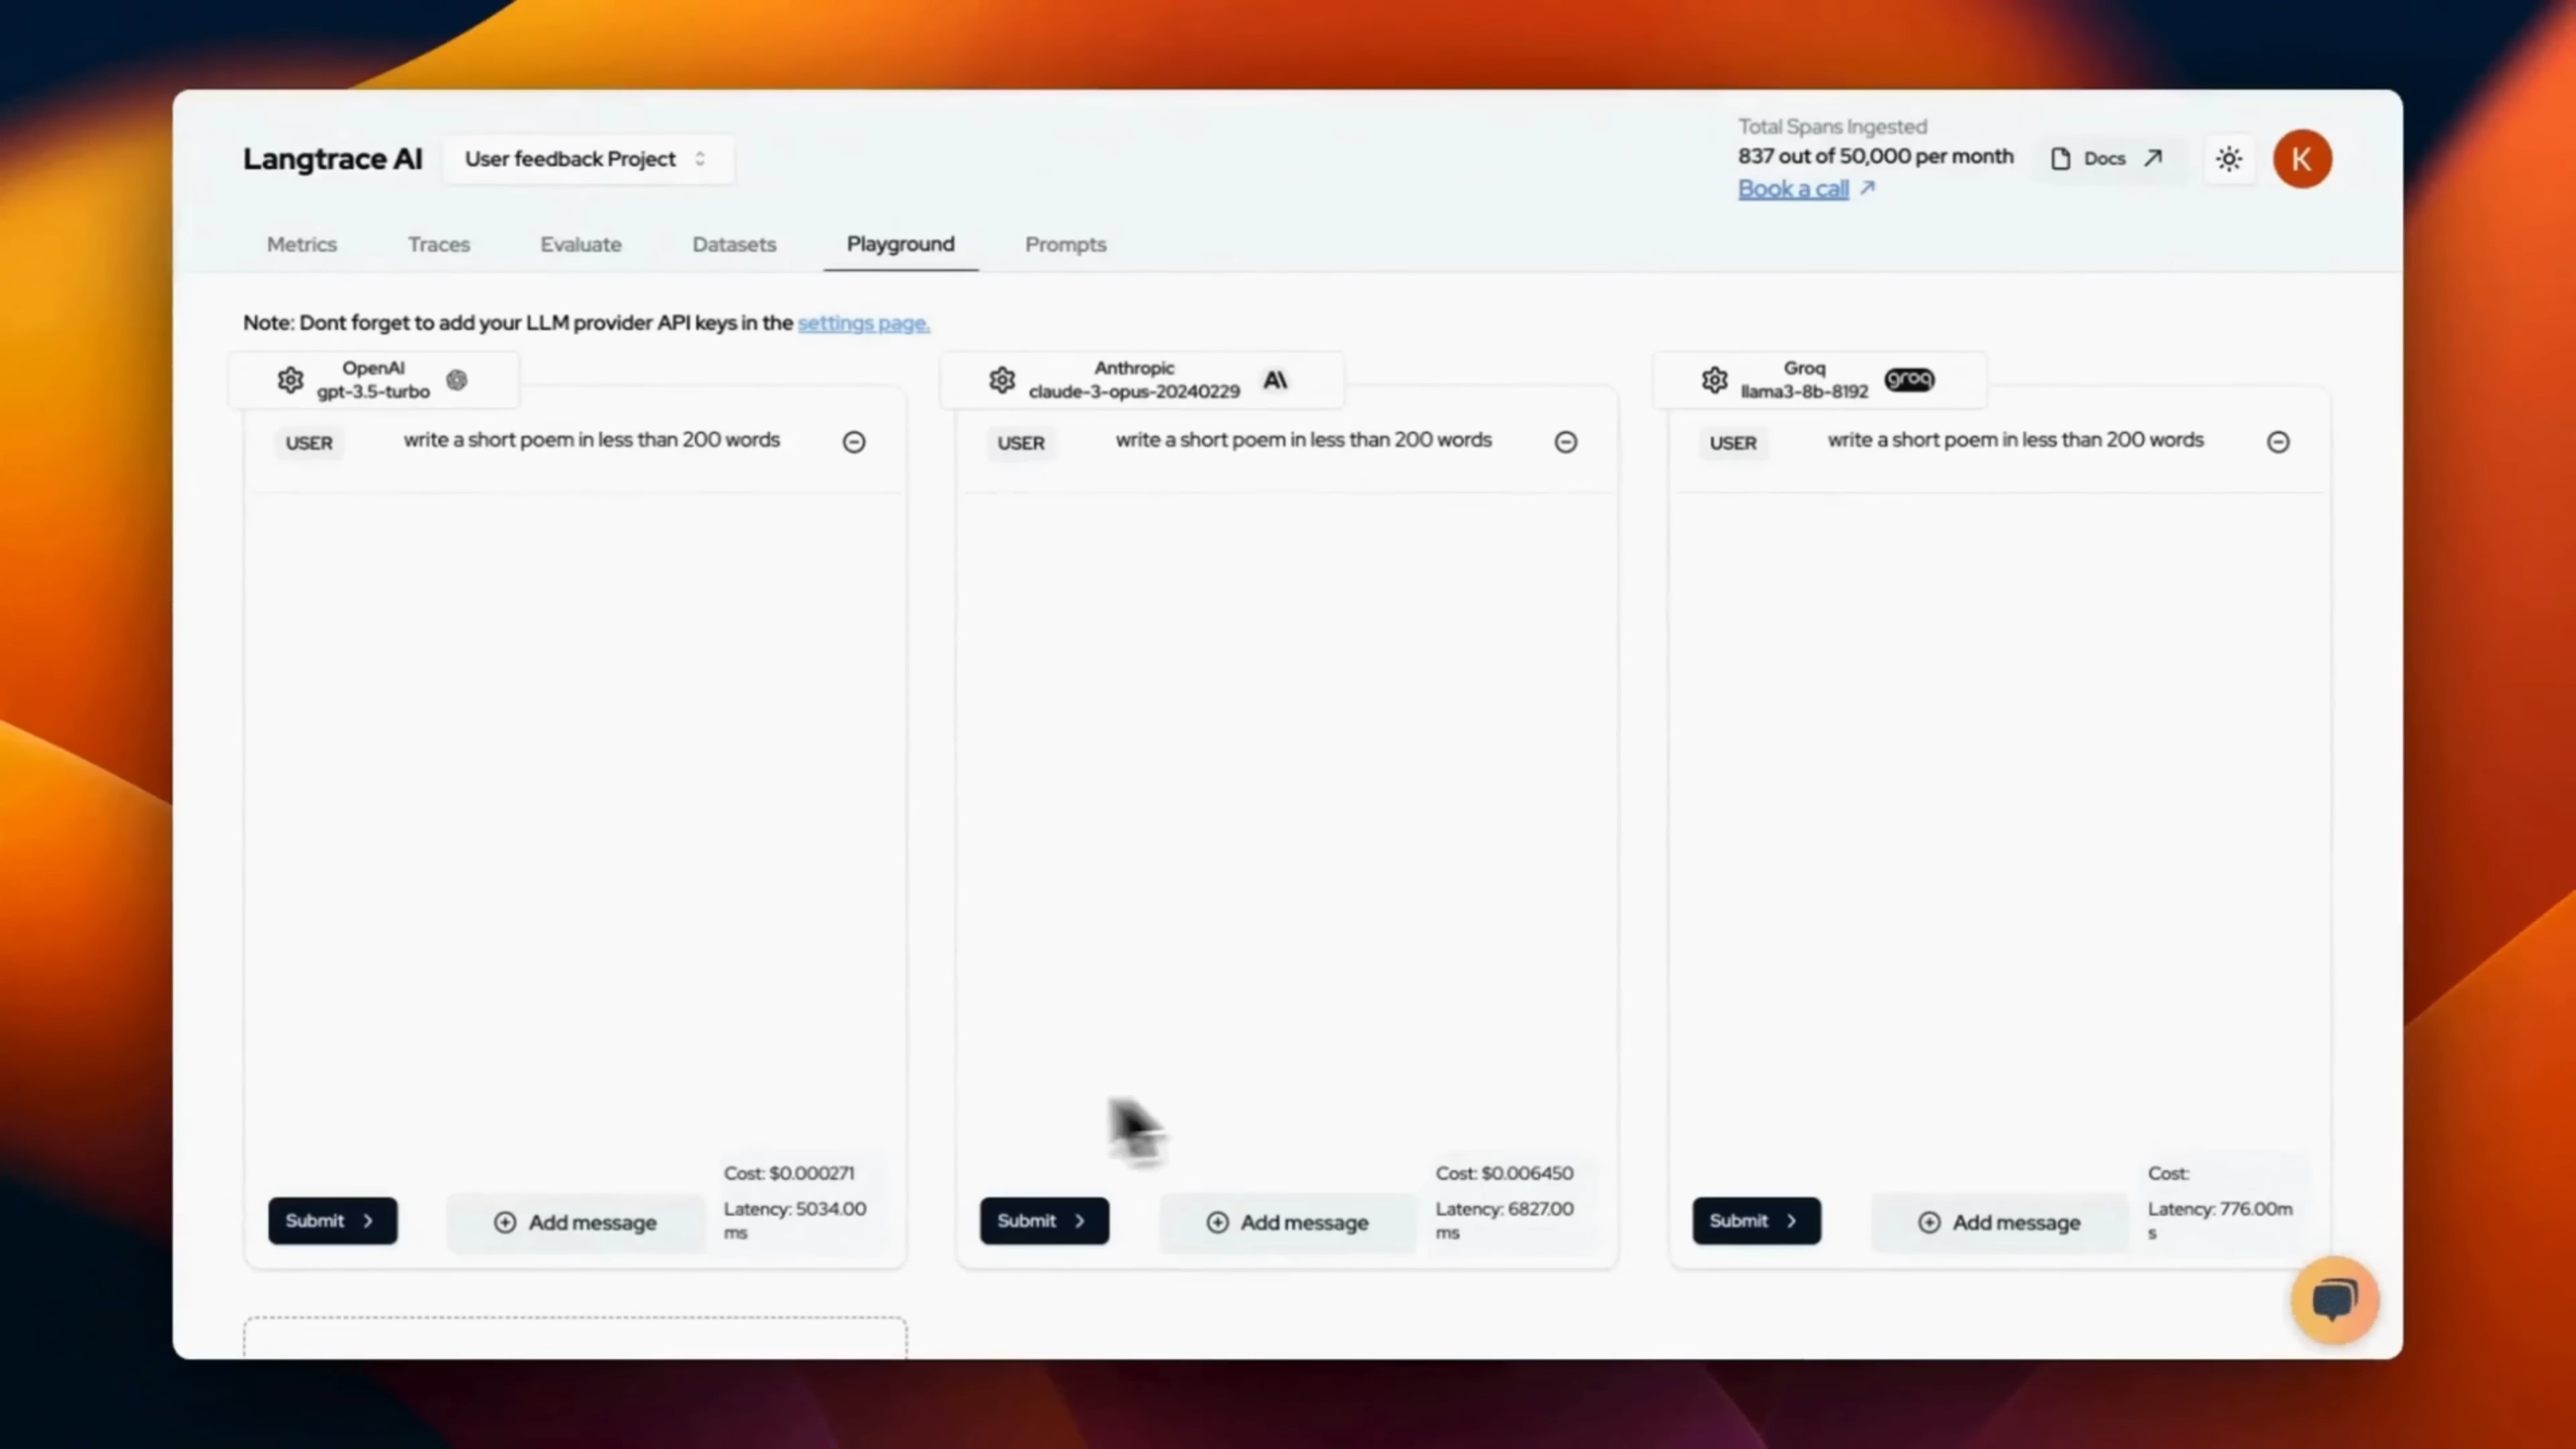 Langtrace AI
User feedback Project
Total Spans Ingested
837 out of 50,000 per month
Book a call
Docs
K
Metrics
Traces
Evaluate
Datasets
Playground
Prompts
Note: Dont forget to add your LLM provider API keys in the settings page.
OpenAI
gpt-3.5-turbo
USER
write a short poem in less than 200 words
Submit
Add message
Cost: $0.000271
Latency: 5034.00
ms
Anthropic
claude-3-opus-20240229
A\
USER
write a short poem in less than 200 words
Submit
Add message
Cost: $0.006450
Latency: 6827.00
ms
Groq
llama3-8b-8192
groq
USER
write a short poem in less than 200 words
Submit
Add message
Cost:
Latency: 776.00m
s